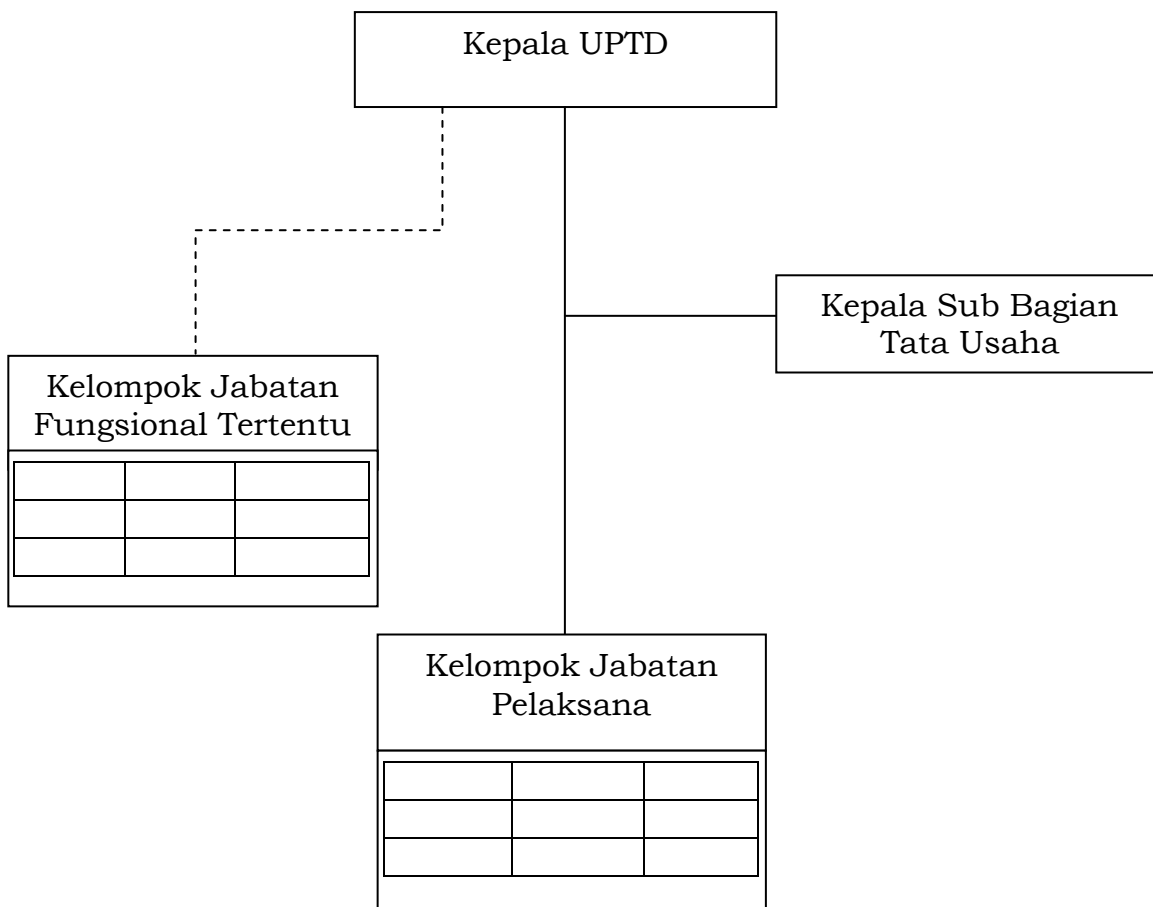 Kepala UPTD
Kepala Sub Bagian
Tata Usaha
Kelompok Jabatan
Fungsional Tertentu
Kelompok Jabatan
Pelaksana